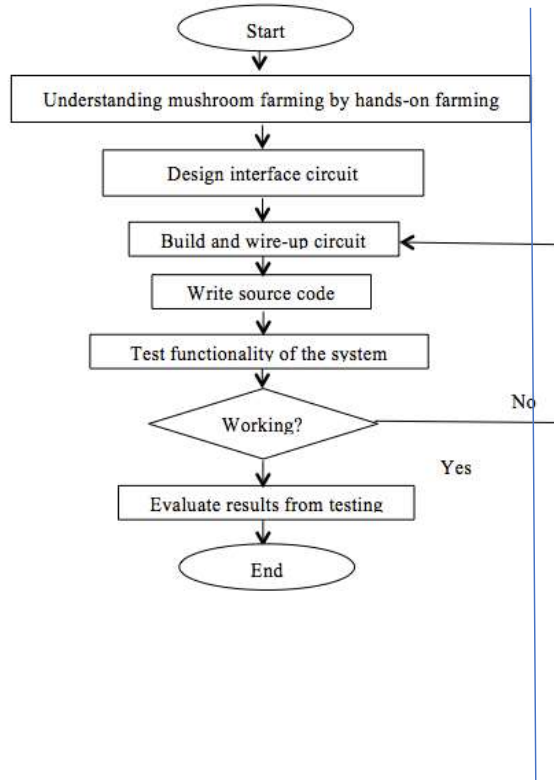 Start
Understanding mushroom farming by hands-on farming
Design interface circuit
Build and wire-up circuit
Write source code
Test functionality of the system
Working?
No
Yes
Evaluate results from testing
End